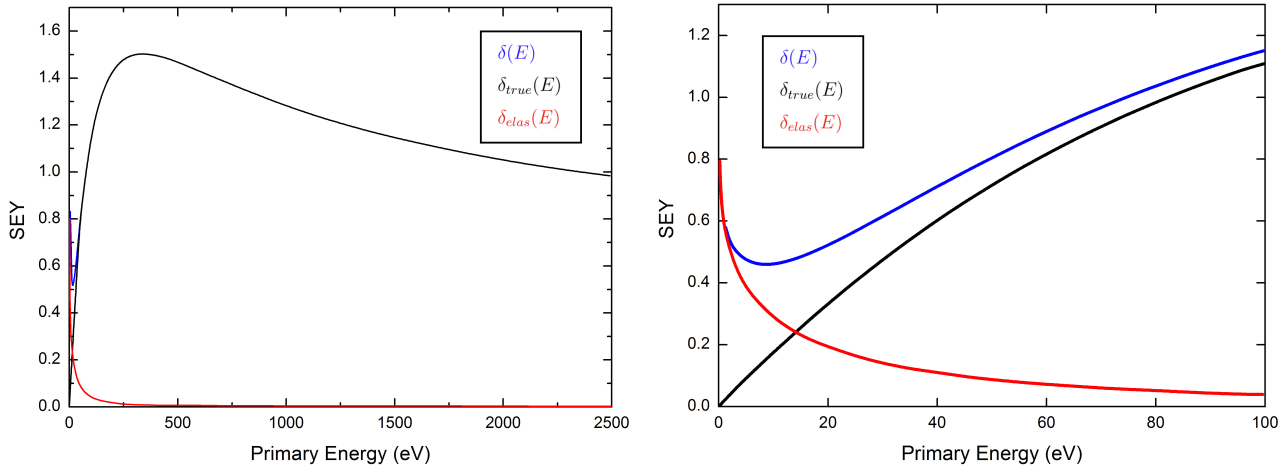 1.6
1.4
1.2
1.0
0.8
0.6
0.4
0.2
0.0
SEY
δ(E)
δtrue(E)
δelas(E)
0 500 1000 1500 2000 2500
Primary Energy (eV)
1.2
1.0
0.8
0.6
0.4
0.2
0.0
SEY
δ(E)
δtrue(E)
δelas(E)
0 20 40 60 80 100
Primary Energy (eV)